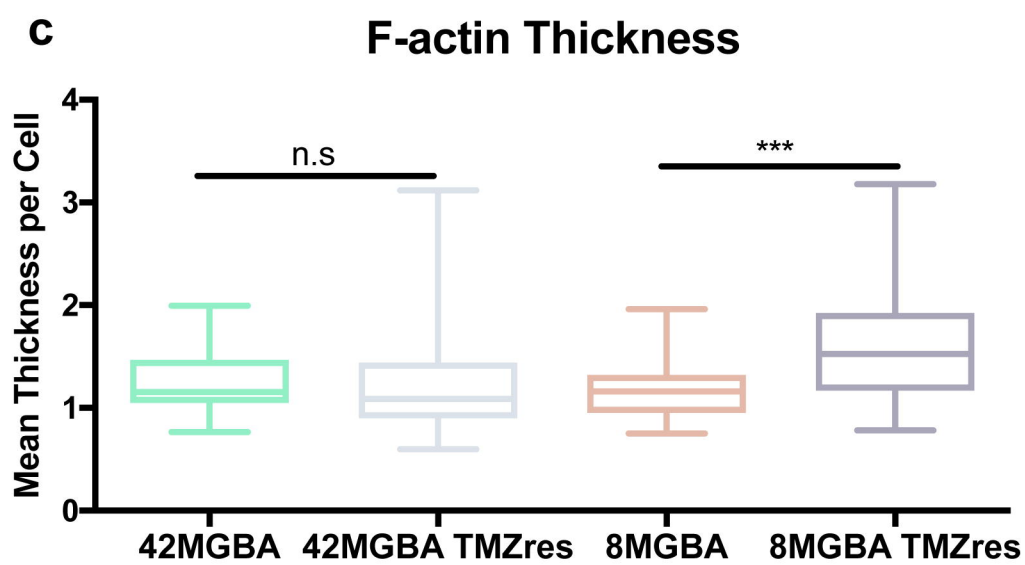 c
F-actin Thickness
Mean Thickness per Cell
4
3
2
1
0
n.s
***
42MGBA
42MGBA TMZres
8MGBA
8MGBA TMZres